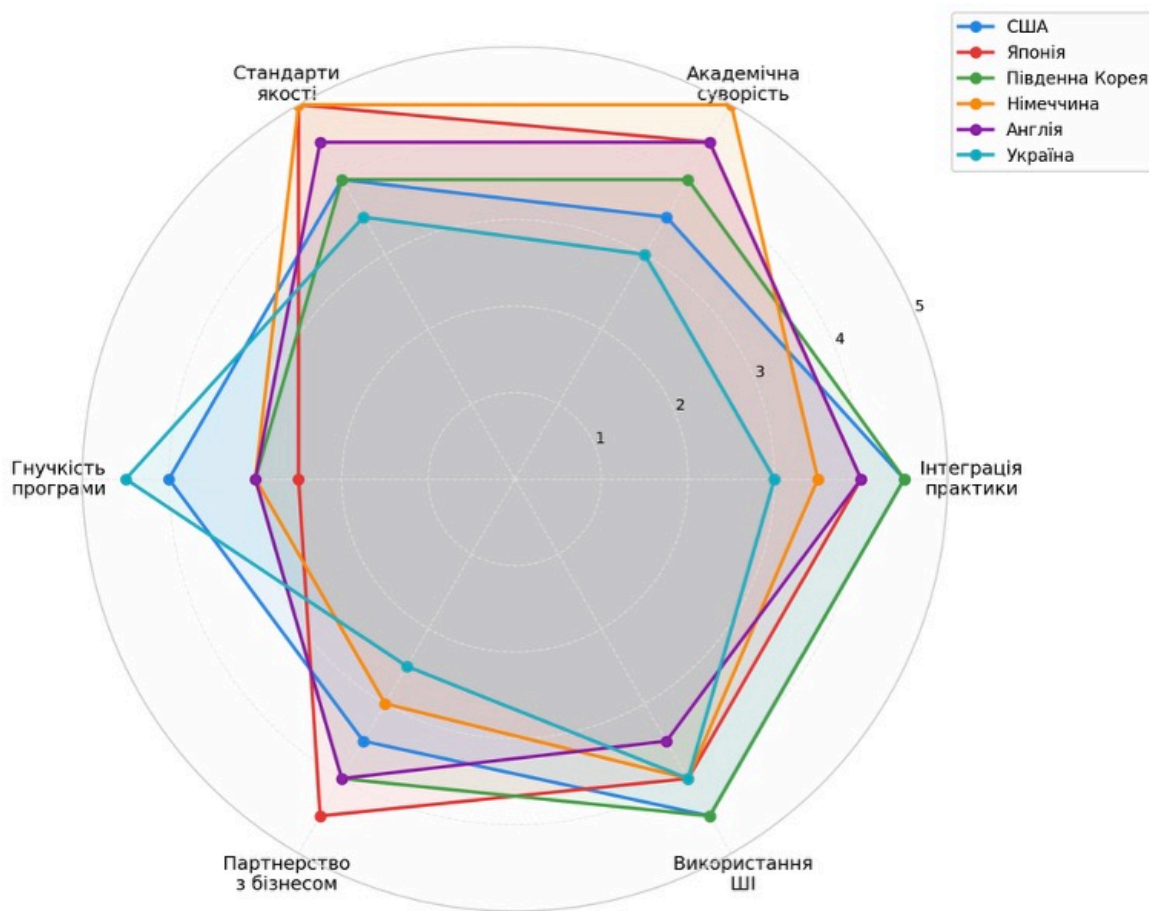 США
Японія
Південна Корея
Німеччина
Англія
Україна
Стандарти
якості
Академічна
суворість
5
4
3
2
1
Гнучкість
програми
Інтеграція
практики
Партнерство
з бізнесом
Використання
ШІ